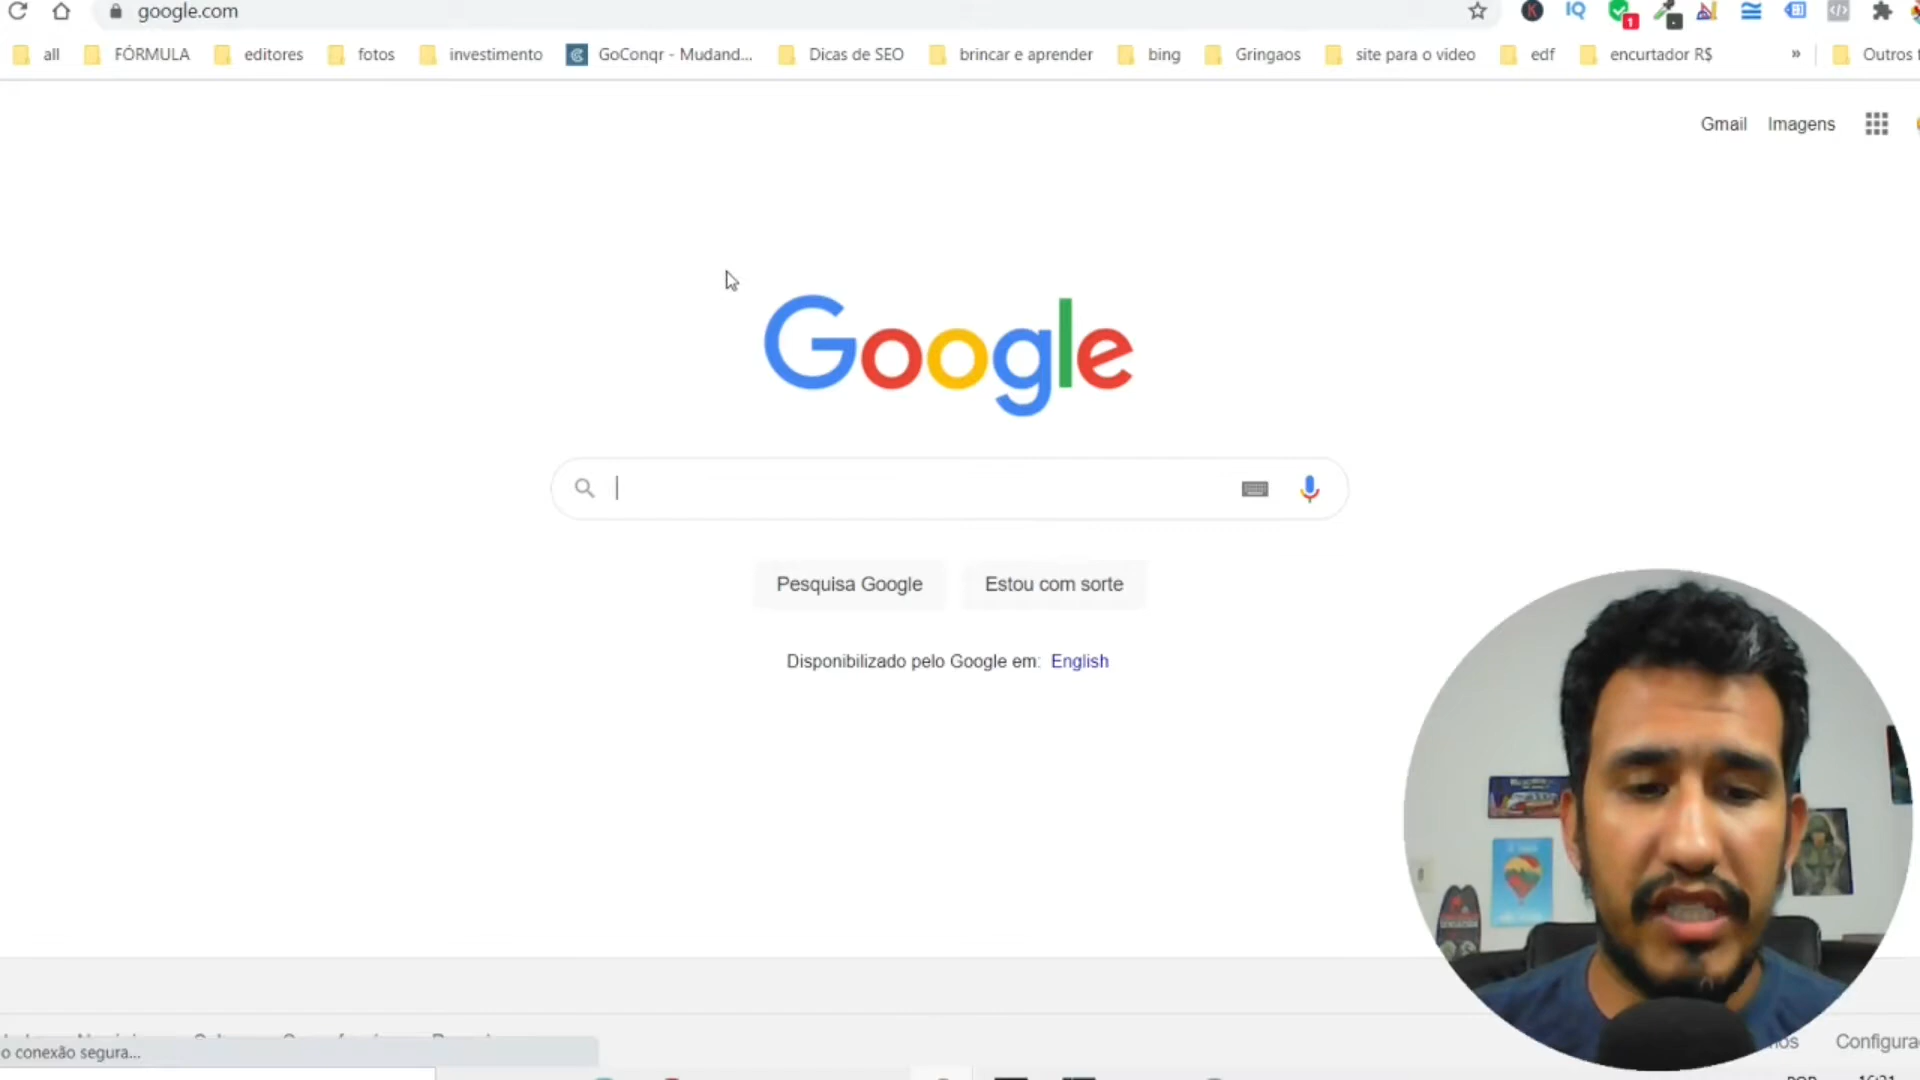 google.com
IQ
1
all FÓRMULA editores fotos investimento GoConqr - Mudand... Dicas de SEO brincar e aprender bing Gringaos site para o video edf encurtador R$ » Outros
Gmail Imagens
Google
Pesquisa Google Estou com sorte
Disponibilizado pelo Google em: English
Configura
o conexão segura...